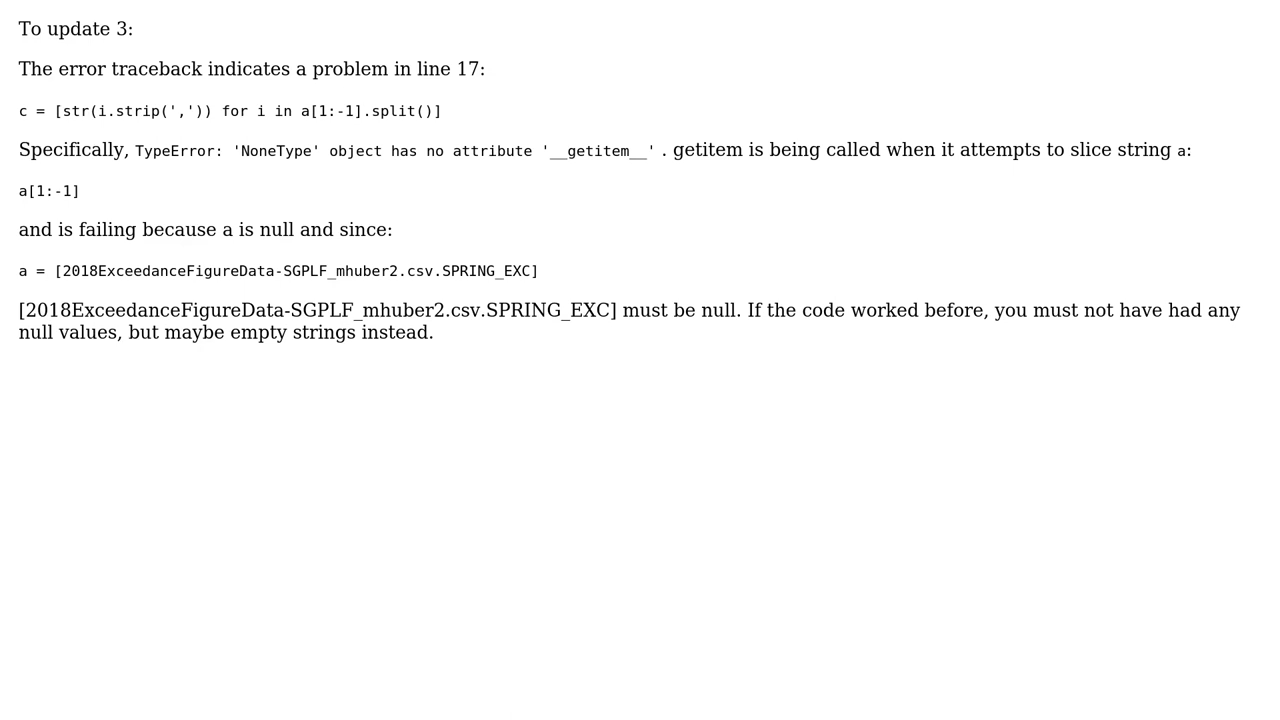 To update 3:
The error traceback indicates a problem in line 17:
c = [str(i.strip(',')) for i in a[1:-1].split()]
Specifically, TypeError: 'NoneType' object has no attribute '__getitem__' . getitem is being called when it attempts to slice string a:
a[1:-1]
and is failing because a is null and since:
a = [2018ExceedanceFigureData-SGPLF_mhuber2.csv.SPRING_EXC]
[2018ExceedanceFigureData-SGPLF_mhuber2.csv.SPRING_EXC] must be null. If the code worked before, you must not have had any
null values, but maybe empty strings instead.